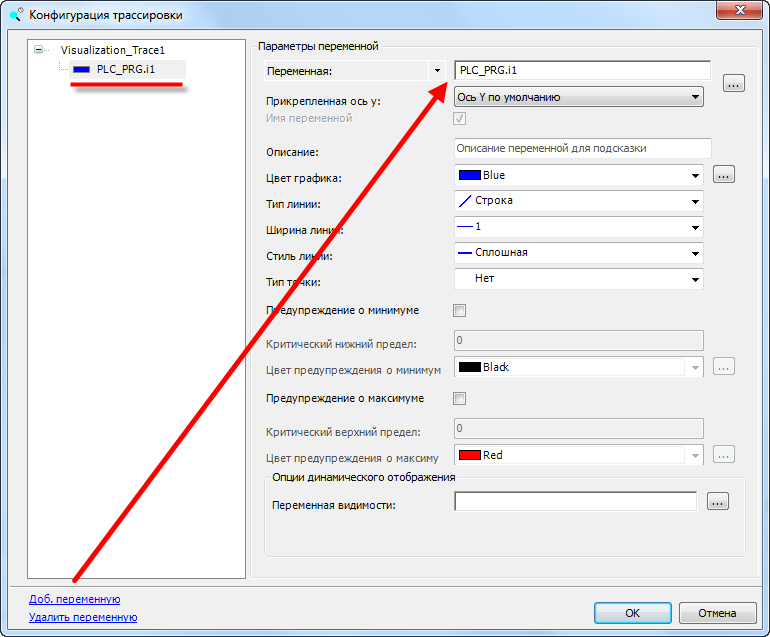 Конфигурация трассировки
Visualization_Trace1
PLC_PRG.i1
Параметры переменной
Переменная: PLC_PRG.i1 ...
Прикрепленная ось y: Ось Y по умолчанию
Имя переменной
Описание: Описание переменной для подсказки
Цвет графика: Blue ...
Тип линии: Строка
Ширина линии: 1
Стиль линии: Сплошная
Тип точки: Нет
Предупреждение о минимуме
Критический нижний предел: 0
Цвет предупреждения о минимум Black ...
Предупреждение о максимуме
Критический верхний предел: 0
Цвет предупреждения о максиму Red ...
Опции динамического отображения
Переменная видимости: ...
Доб. переменную
Удалить переменную
OK Отмена